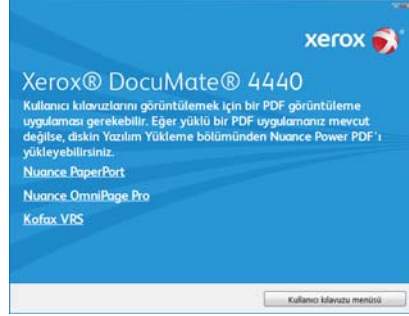 xerox
Xerox® DocuMate® 4440
Kullanıcı kılavuzlarını görüntülemek için bir PDF görüntüleme
uygulaması gerekebilir. Eğer yüklü bir PDF uygulamanız mevcut
değilse, diskin Yazılım Yükleme bölümünden Nuance Power PDF'ı
yükleyebilirsiniz.
Nuance PaperPort
Nuance OmniPage Pro
Kofax VRS
Kullanıcı kılavuzu menüsü